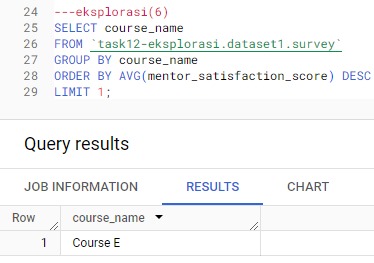 24 ---eksplorasi(6)
25 SELECT course_name
26 FROM `task12-eksplorasi.dataset1.survey`
27 GROUP BY course_name
28 ORDER BY AVG(mentor_satisfaction_score) DESC
29 LIMIT 1;
Query results
JOB INFORMATION RESULTS CHART
Row course_name
1 Course E